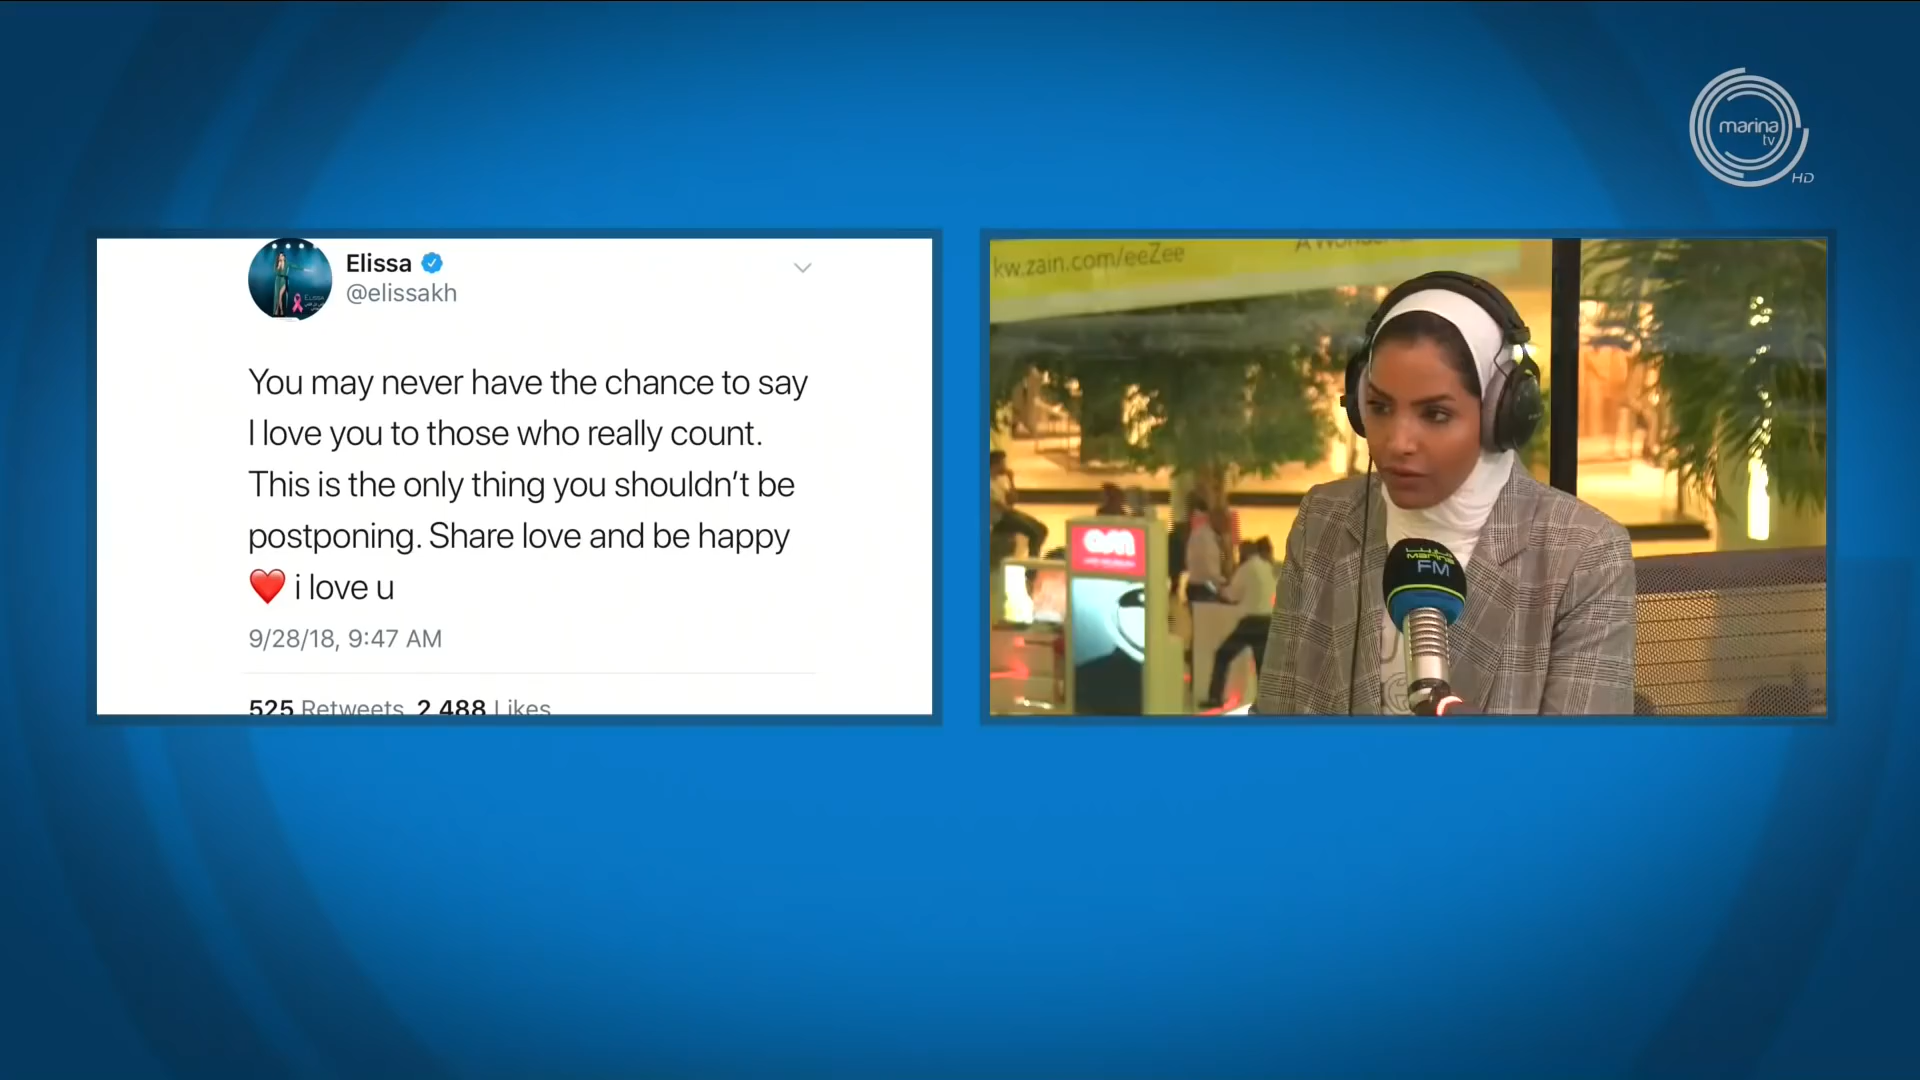 marina
tv
HD
Elissa
@elissakh
You may never have the chance to say
I love you to those who really count.
This is the only thing you shouldn't be
postponing. Share love and be happy
❤️ i love u
9/28/18, 9:47 AM
525 Retweets 2,488 Likes
kw.zain.com/eeZee
مارينا
marina
FM